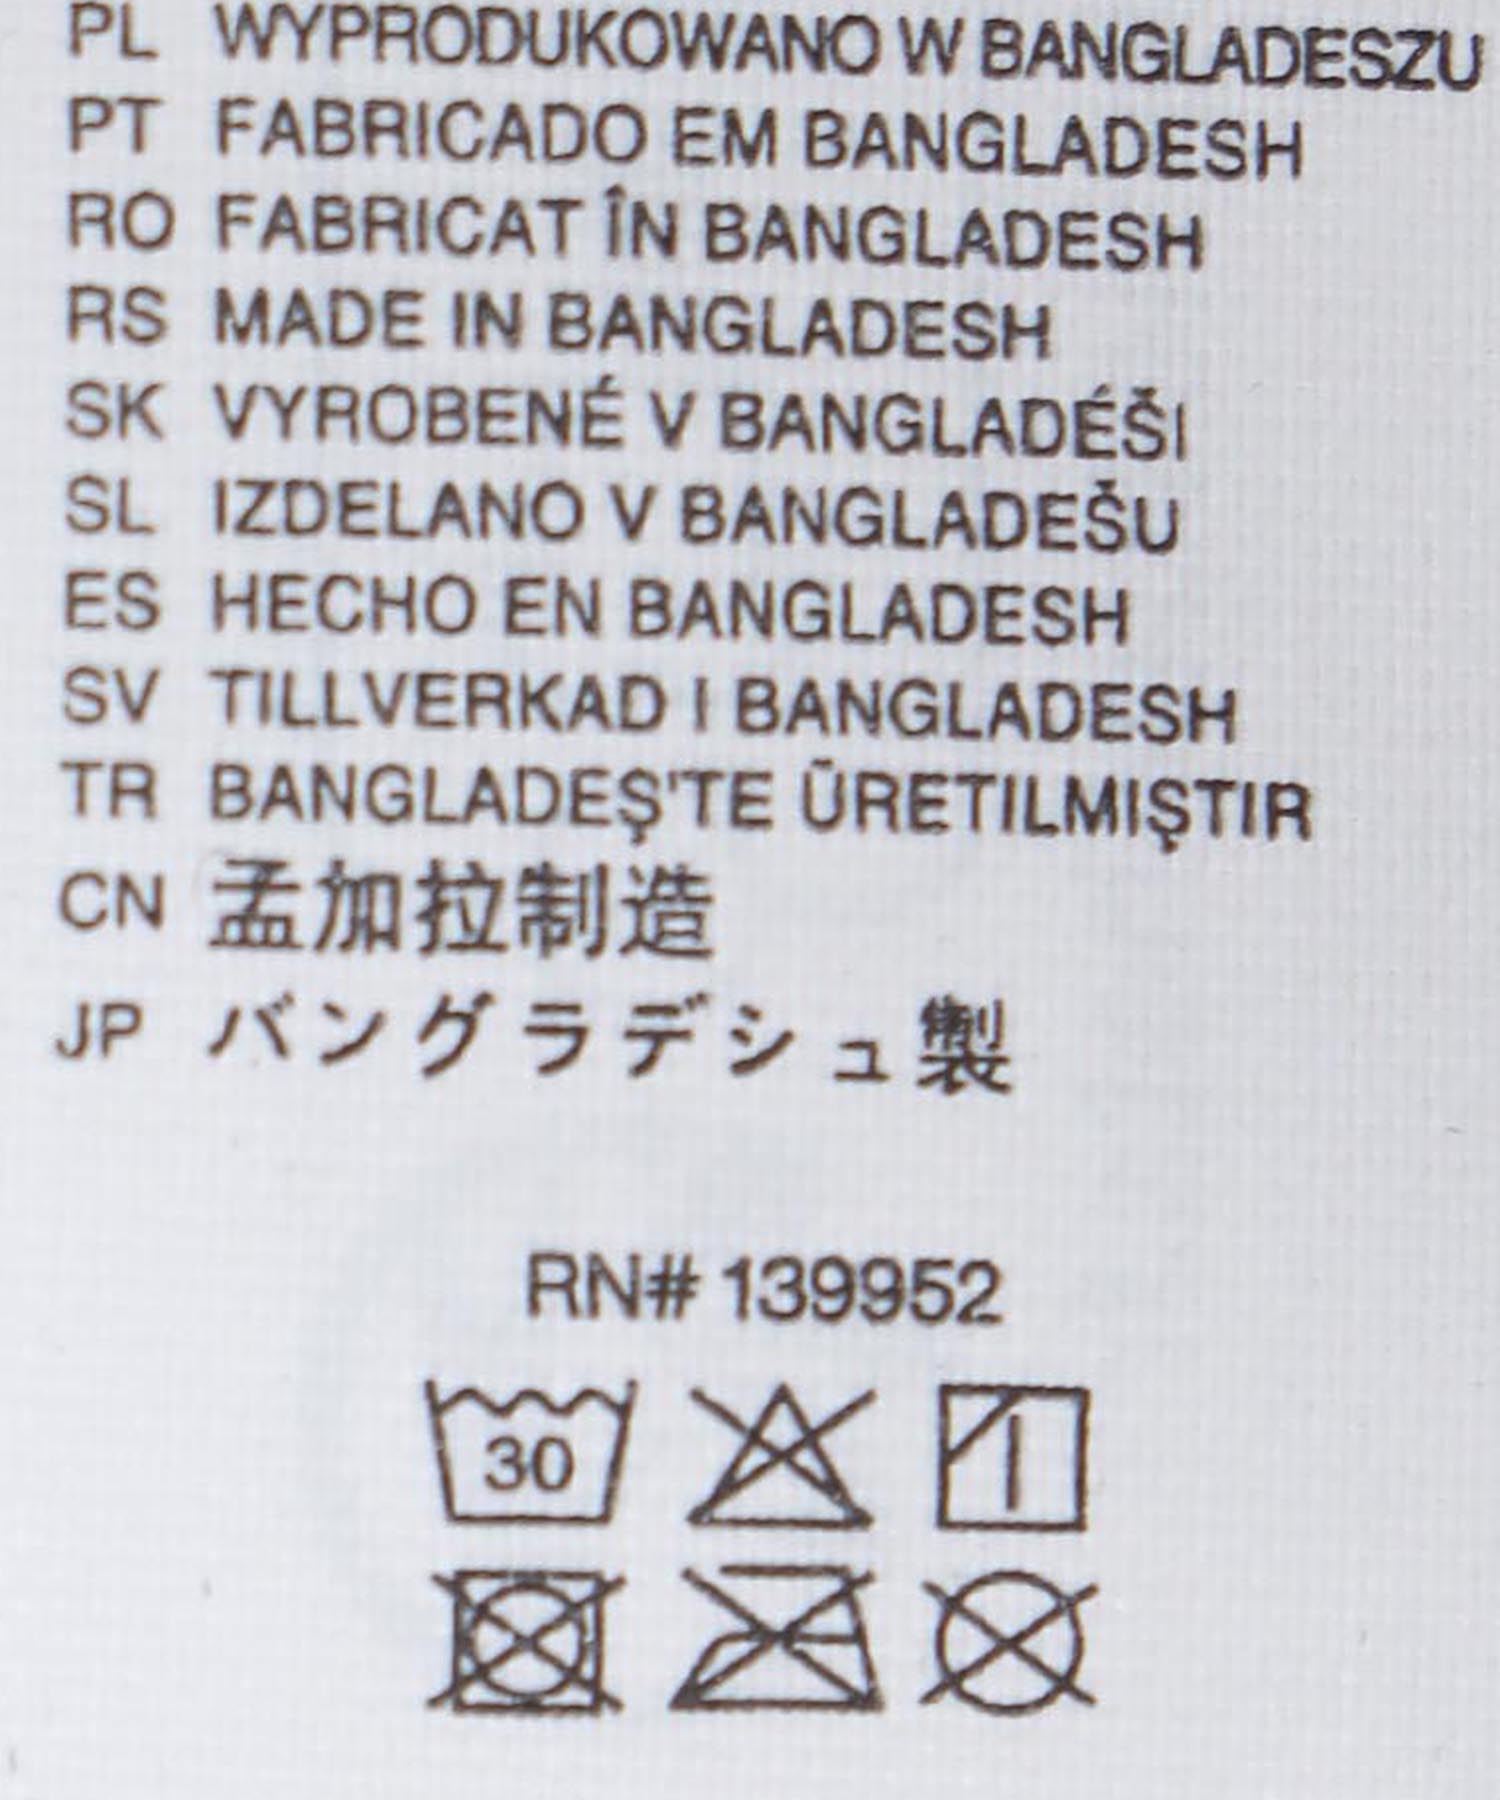 PL WYPRODUKOWANO W BANGLADESZU
PT FABRICADO EM BANGLADESH
RO FABRICAT ÎN BANGLADESH
RS MADE IN BANGLADESH
SK VYROBENÉ V BANGLADÉŠI
SL IZDELANO V BANGLADEŠU
ES HECHO EN BANGLADESH
SV TILLVERKAD I BANGLADESH
TR BANGLADEŞ'TE ÜRETILMIŞTIR
CN 孟加拉制造
JP バングラデシュ製
RN# 139952
30